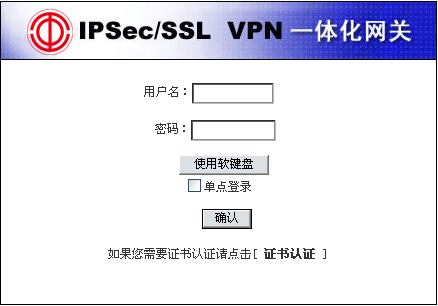 IPSec/SSL VPN 一体化网关
用户名：
密码：
使用软键盘
单点登录
确认
如果您需要证书认证请点击[ 证书认证 ]